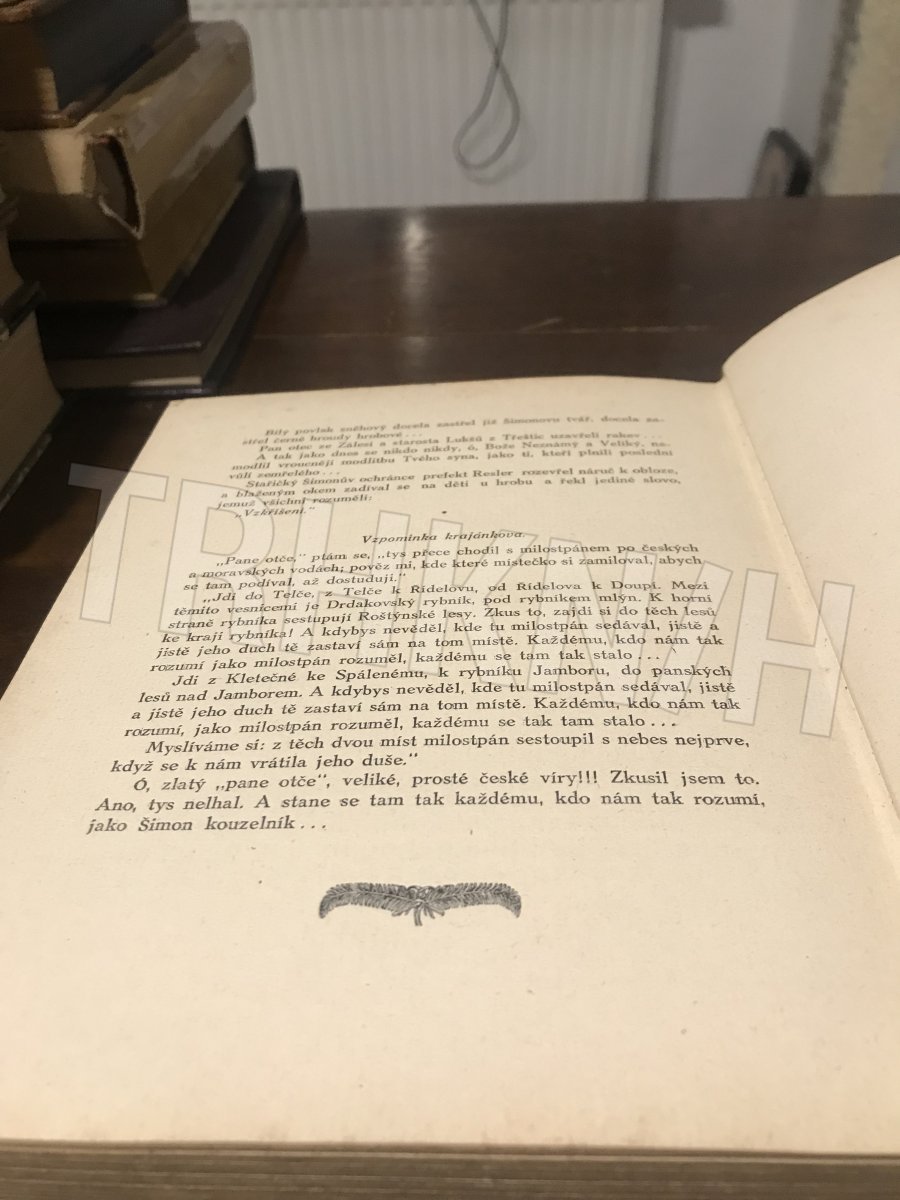 Bílý povlak sněhový docela zastřel již Šimonovu tvář, docela za-
střel černé hroudy hrobové ...
Pan otec ze Zálesí a starosta Luksů z Třeštic uzavřeli rakev ...
A tak jako dnes se nikdo nikdy, ó, Bože Neznámý a Veliký, ne-
modlil vroucněji modlitbu Tvého syna, jako ti, kteří plnili poslední
vůli zemřelého ...
Stařičký Šimonův ochránce prefekt Resler rozevřel náruč k obloze,
a blaženým okem zadíval se na děti u hrobu a řekl jediné slovo,
jemuž všichni rozuměli:
„Vzkříšení.“
Vzpomínka krajánkova.
„Pane otče,“ ptám se, „tys přece chodil s milostpánem po českých
a moravských vodách; pověz mi, kde které místečko si zamiloval, abych
se tam podíval, až dostuduji.“
„Jdi do Telče, z Telče k Řídelovu, od Řídelova k Doupí. Mezi
těmito vesnicemi je Drdakovský rybník, pod rybníkem mlýn. K horní
straně rybníka sestupují Roštýnské lesy. Zkus to, zajdi si do těch lesů
ke kraji rybníka! A kdybys nevěděl, kde tu milostpán sedával, jistě a
jistě jeho duch tě zastaví sám na tom místě. Každému, kdo nám tak
rozumí jako milostpán rozuměl, každému se tam tak stalo ...
Jdi z Kletečné ke Spálenému, k rybníku Jamboru, do panských
lesů nad Jamborem. A kdybys nevěděl, kde tu milostpán sedával, jistě
a jistě jeho duch tě zastaví sám na tom místě. Každému, kdo nám tak
rozumí, jako milostpán rozuměl, každému se tak tam stalo ...
Myslíváme si: z těch dvou míst milostpán sestoupil s nebes nejprve,
když se k nám vrátila jeho duše.“
Ó, zlatý „pane otče“, veliké, prosté české víry!!! Zkusil jsem to.
Ano, tys nelhal. A stane se tam tak každému, kdo nám tak rozumí,
jako Šimon kouzelník ...